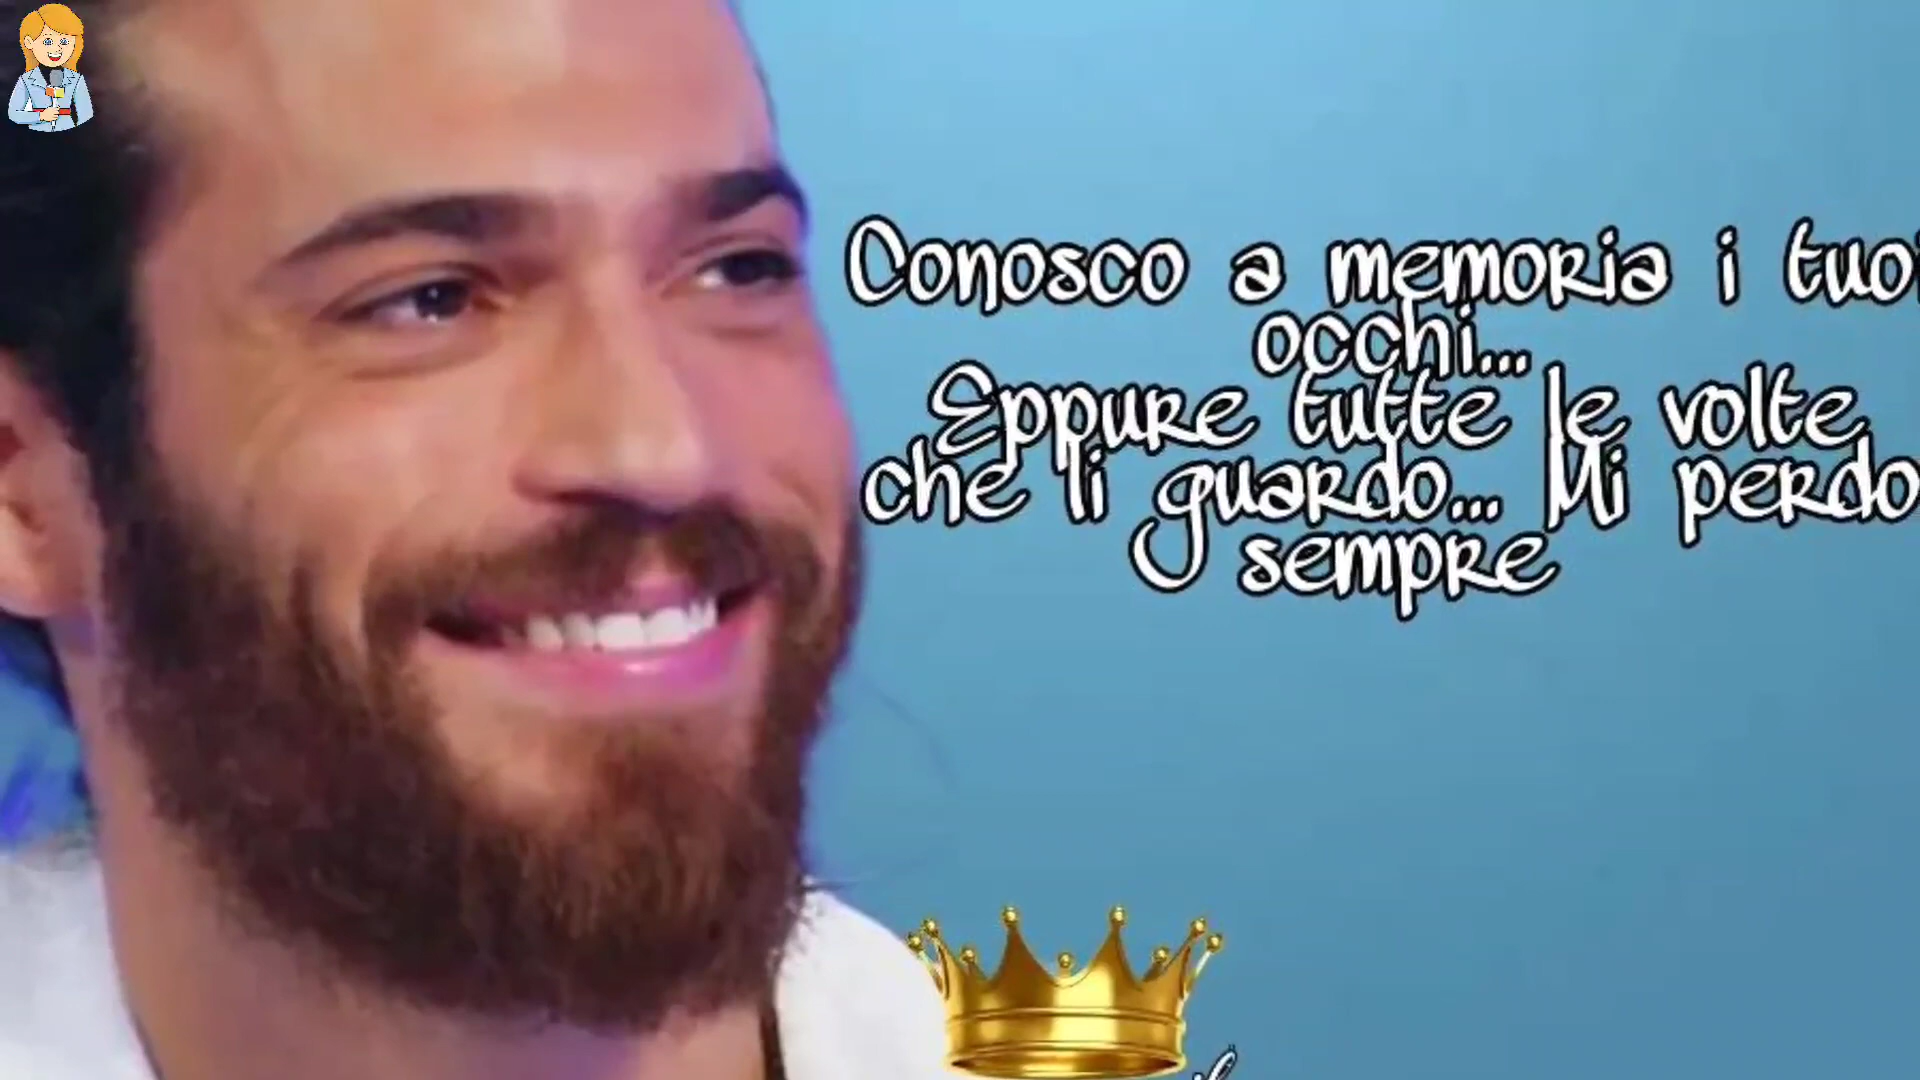 Conosco a memoria i tuoi
occhi...
Eppure tutte le volte
che li guardo... Mi perdo
sempre